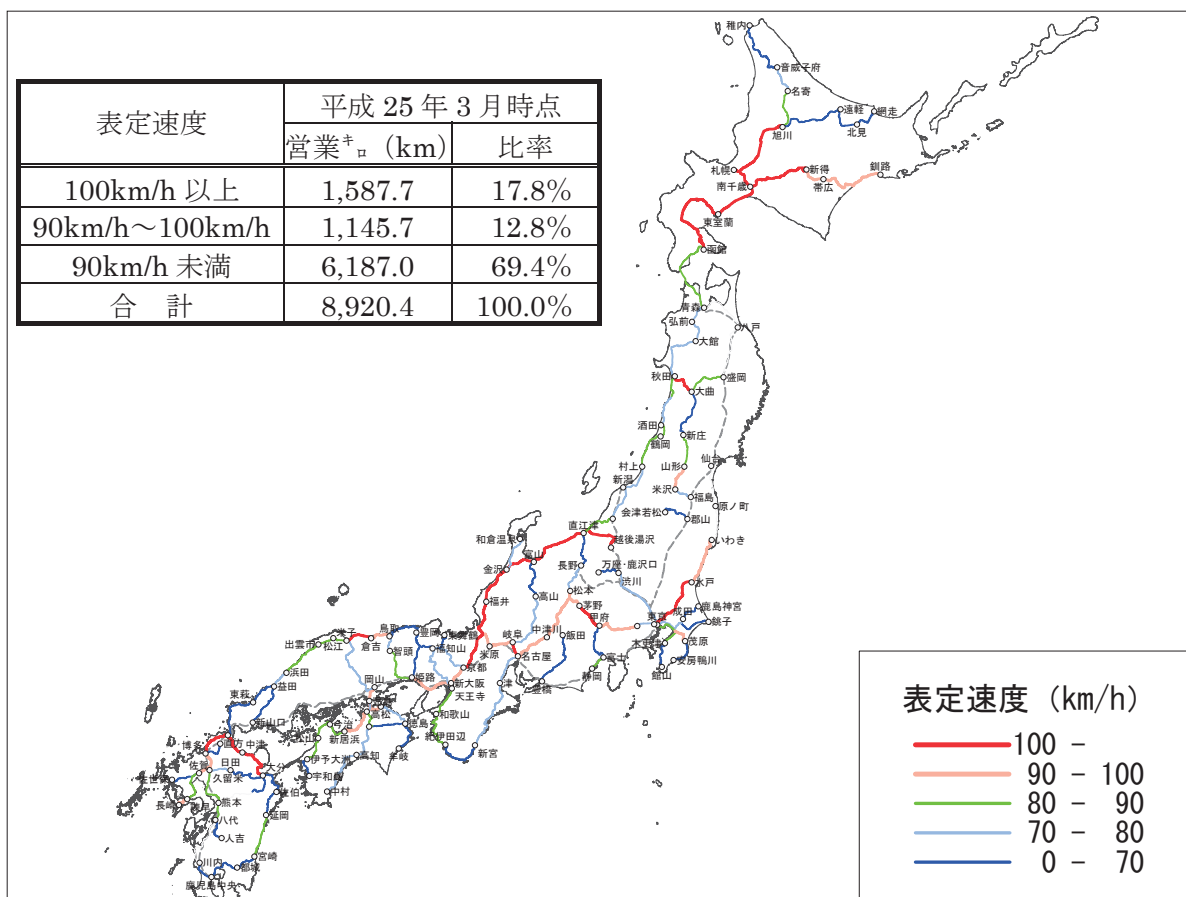 表定速度
平成 25 年 3 月時点
営業㌔ (km)
比率
100km/h 以上
1,587.7
17.8%
90km/h～100km/h
1,145.7
12.8%
90km/h 未満
6,187.0
69.4%
合 計
8,920.4
100.0%
稚内
音威子府
名寄
遠軽
網走
北見
旭川
札幌
新得
釧路
帯広
南千歳
東室蘭
函館
青森
弘前
八戸
大館
秋田
盛岡
大曲
酒田
鶴岡
新庄
村上
山形
仙台
新潟
米沢
福島
原ノ町
会津若松
郡山
直江津
越後湯沢
いわき
和倉温泉
富山
長野
万座・鹿沢口
渋川
金沢
水戸
高山
松本
福井
茅野
甲府
東京
成田
鹿島神宮
銚子
岐阜
中津川
飯田
茂原
米原
名古屋
富士
安房鴨川
館山
静岡
豊橋
津
鳥取
豊岡
東舞鶴
米子
出雲市
松江
倉吉
智頭
福知山
京都
浜田
岡山
姫路
新大阪
天王寺
東萩
益田
高松
和歌山
新山口
今治
徳島
松山
新居浜
紀伊田辺
新宮
博多
直方
中津
伊予大洲
高知
牟岐
佐賀
日田
大分
宇和島
佐世保
久留米
中村
佐伯
長崎
諫早
熊本
延岡
八代
人吉
宮崎
川内
都城
鹿児島中央
表定速度 (km/h)
100 -
90 - 100
80 - 90
70 - 80
0 - 70